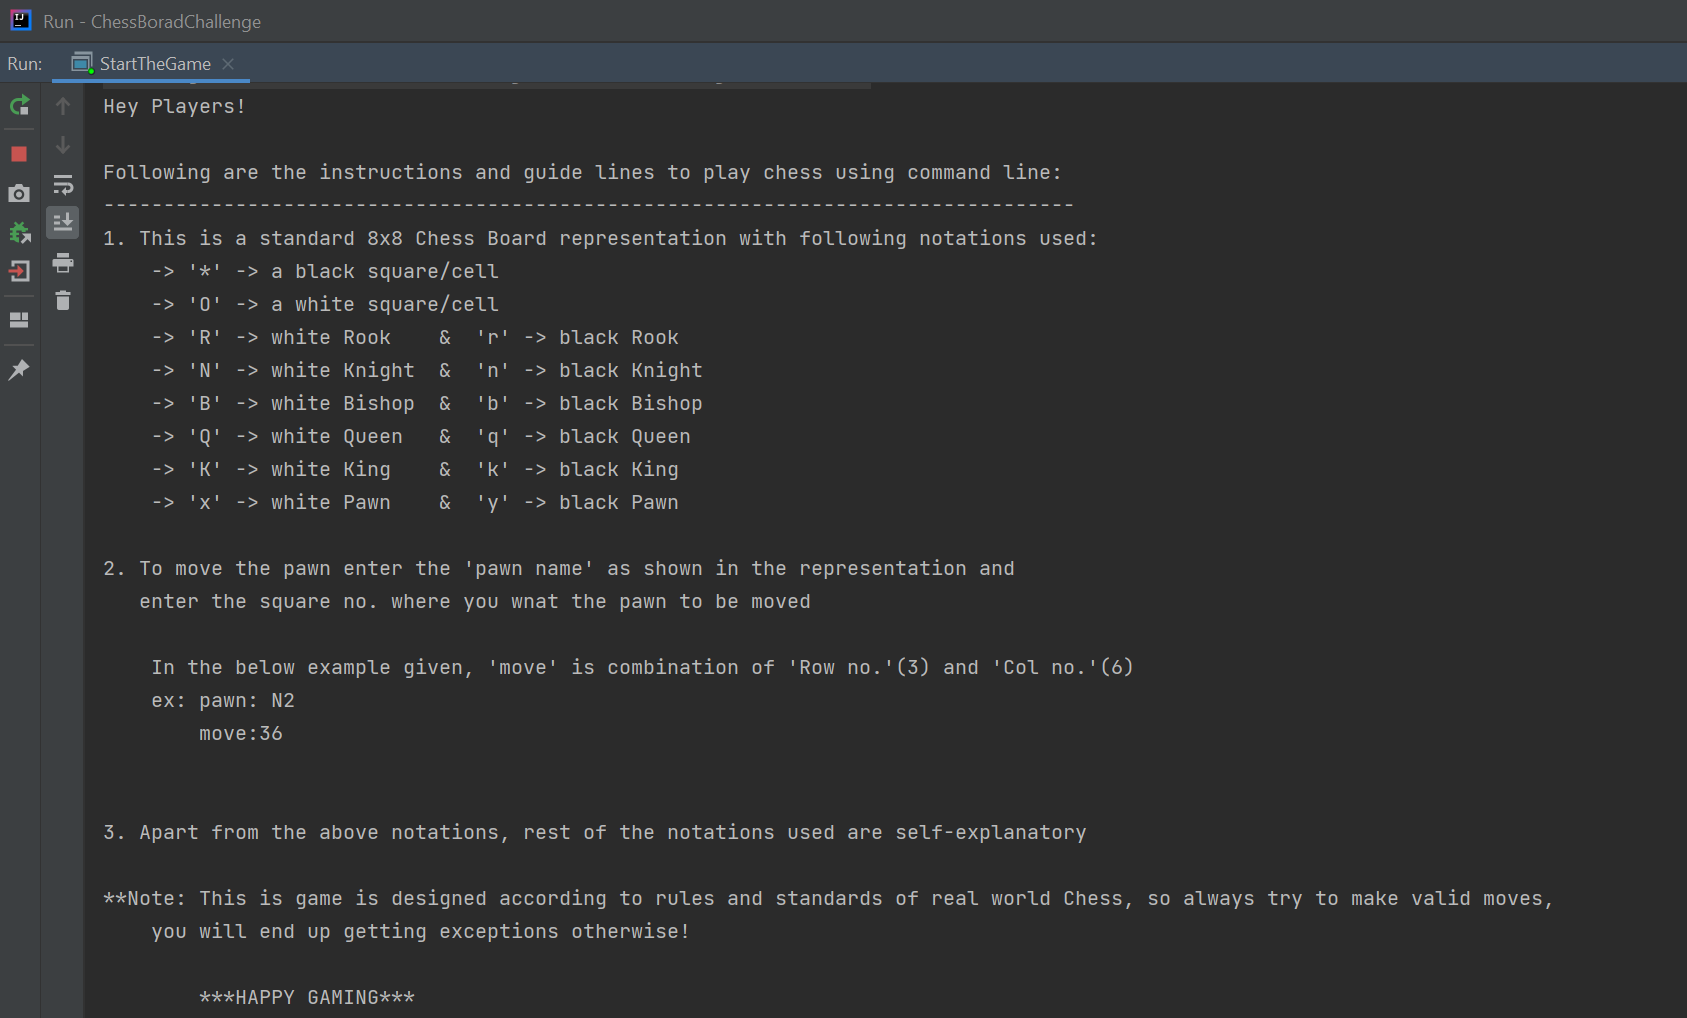 Run - ChessBoradChallenge
Run: StartTheGame
Hey Players!
Following are the instructions and guide lines to play chess using command line:
---------------------------------------------------------------------------------
1. This is a standard 8x8 Chess Board representation with following notations used:
-> '*' -> a black square/cell
-> 'O' -> a white square/cell
-> 'R' -> white Rook & 'r' -> black Rook
-> 'N' -> white Knight & 'n' -> black Knight
-> 'B' -> white Bishop & 'b' -> black Bishop
-> 'Q' -> white Queen & 'q' -> black Queen
-> 'K' -> white King & 'k' -> black King
-> 'x' -> white Pawn & 'y' -> black Pawn
2. To move the pawn enter the 'pawn name' as shown in the representation and
enter the square no. where you wnat the pawn to be moved
In the below example given, 'move' is combination of 'Row no.'(3) and 'Col no.'(6)
ex: pawn: N2
move:36
3. Apart from the above notations, rest of the notations used are self-explanatory
**Note: This is game is designed according to rules and standards of real world Chess, so always try to make valid moves,
you will end up getting exceptions otherwise!
***HAPPY GAMING***